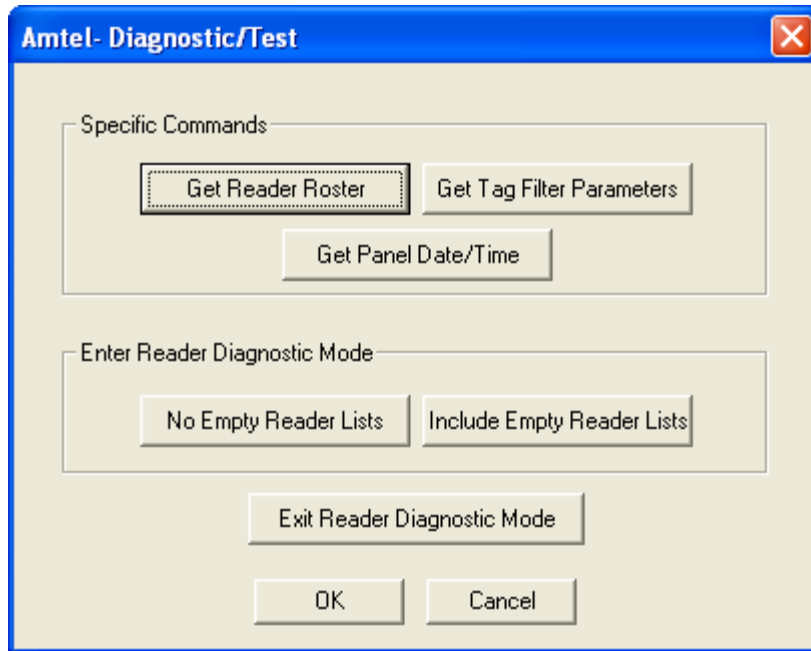 Amtel- Diagnostic/Test
Specific Commands
Get Reader Roster Get Tag Filter Parameters
Get Panel Date/Time
Enter Reader Diagnostic Mode
No Empty Reader Lists Include Empty Reader Lists
Exit Reader Diagnostic Mode
OK Cancel